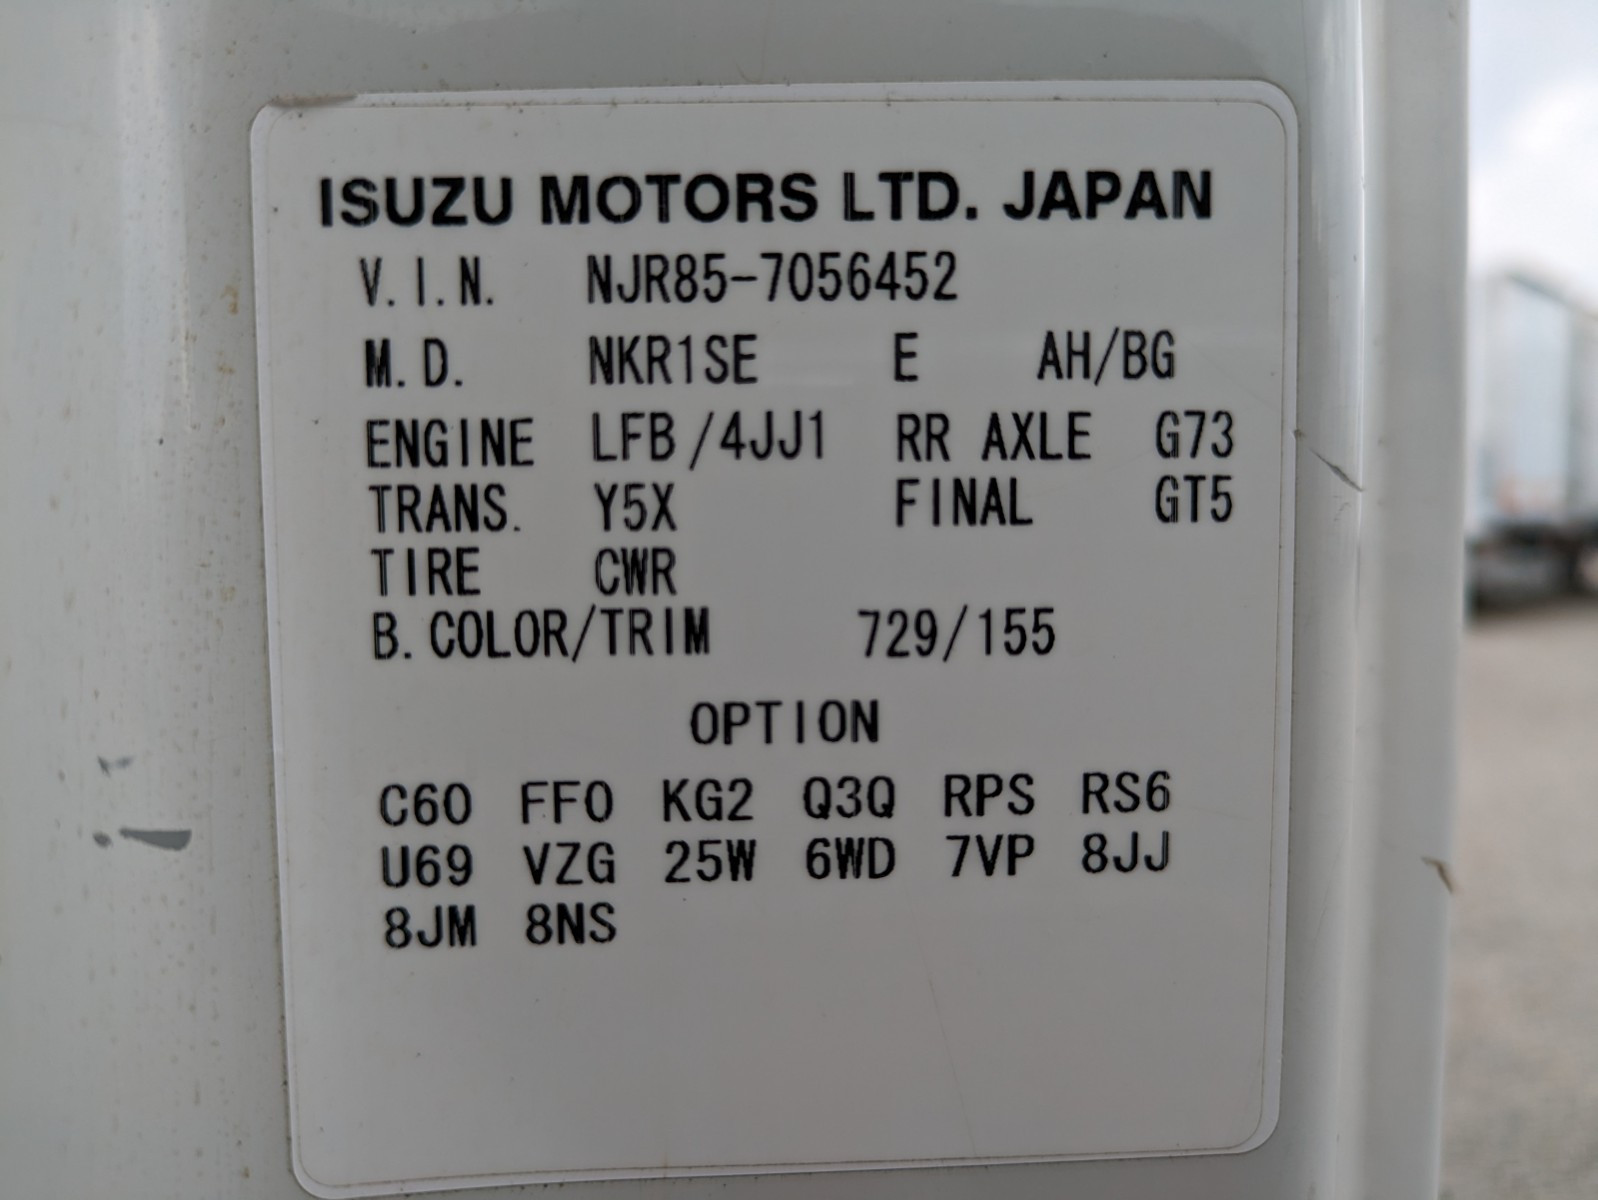 ISUZU MOTORS LTD. JAPAN
V.I.N. NJR85-7056452
M.D. NKR1SE E AH/BG
ENGINE LFB/4JJ1 RR AXLE G73
TRANS. Y5X FINAL GT5
TIRE CWR
B.COLOR/TRIM 729/155
OPTION
C60 FF0 KG2 Q3Q RPS RS6
U69 VZG 25W 6WD 7VP 8JJ
8JM 8NS